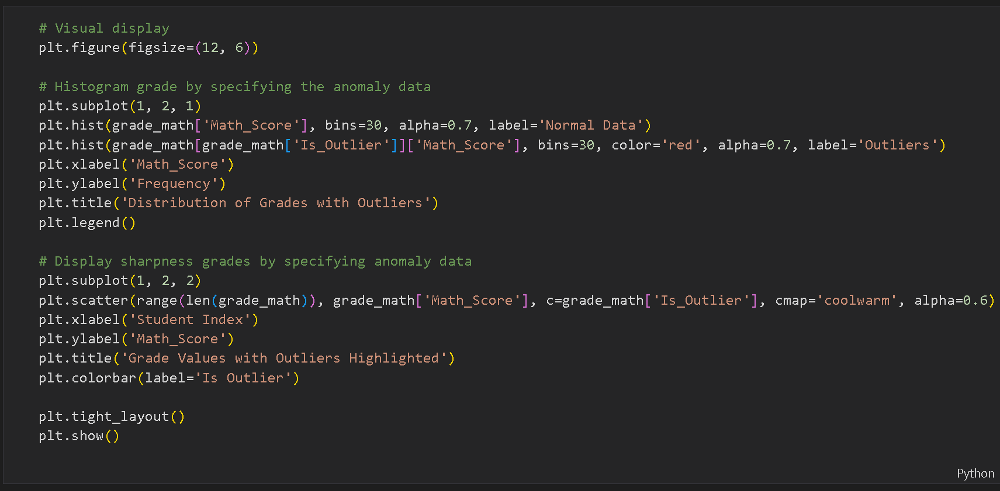 # Visual display
plt.figure(figsize=(12, 6))
# Histogram grade by specifying the anomaly data
plt.subplot(1, 2, 1)
plt.hist(grade_math['Math_Score'], bins=30, alpha=0.7, label='Normal Data')
plt.hist(grade_math[grade_math['Is_Outlier']]['Math_Score'], bins=30, color='red', alpha=0.7, label='Outliers')
plt.xlabel('Math_Score')
plt.ylabel('Frequency')
plt.title('Distribution of Grades with Outliers')
plt.legend()
# Display sharpness grades by specifying anomaly data
plt.subplot(1, 2, 2)
plt.scatter(range(len(grade_math)), grade_math['Math_Score'], c=grade_math['Is_Outlier'], cmap='coolwarm', alpha=0.6)
plt.xlabel('Student Index')
plt.ylabel('Math_Score')
plt.title('Grade Values with Outliers Highlighted')
plt.colorbar(label='Is Outlier')
plt.tight_layout()
plt.show()
Python